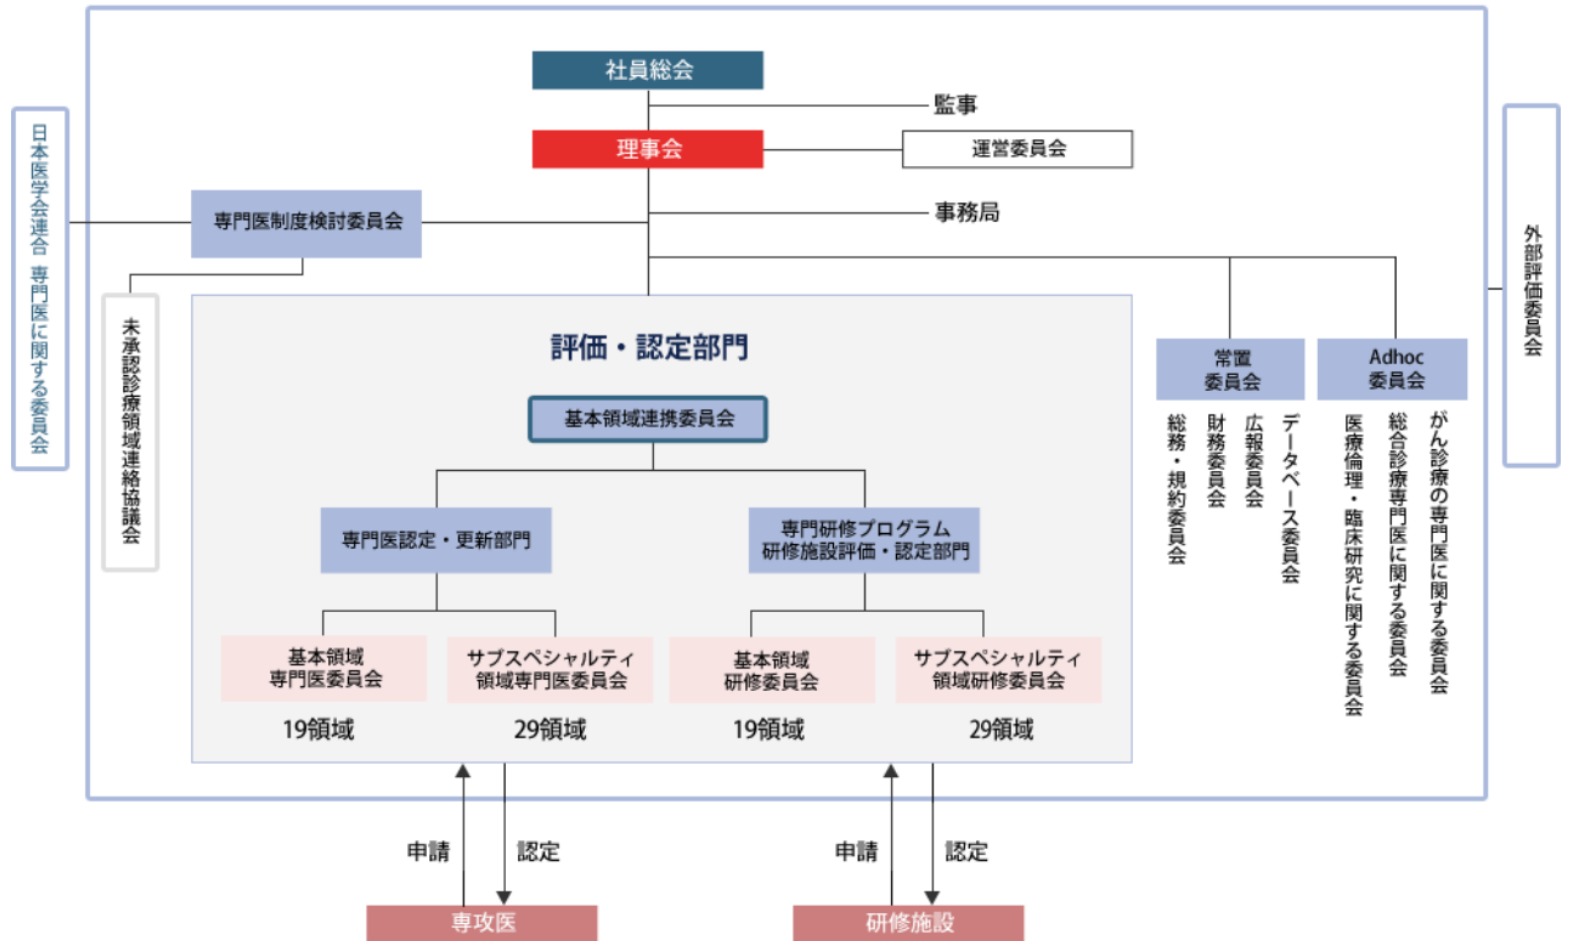 社員総会
監事
理事会
運営委員会
事務局
専門医制度検討委員会
日本医学会連合 専門医に関する委員会
未承認診療領域連絡協議会
外部評価委員会
評価・認定部門
基本領域連携委員会
専門医認定・更新部門
専門研修プログラム
研修施設評価・認定部門
基本領域
専門医委員会
19領域
サブスペシャルティ
領域専門医委員会
29領域
基本領域
研修委員会
19領域
サブスペシャルティ
領域研修委員会
29領域
常置
委員会
総務・規約委員会
財務委員会
広報委員会
データベース委員会
Adhoc
委員会
医療倫理・臨床研究に関する委員会
総合診療専門医に関する委員会
がん診療の専門医に関する委員会
申請
認定
専攻医
申請
認定
研修施設